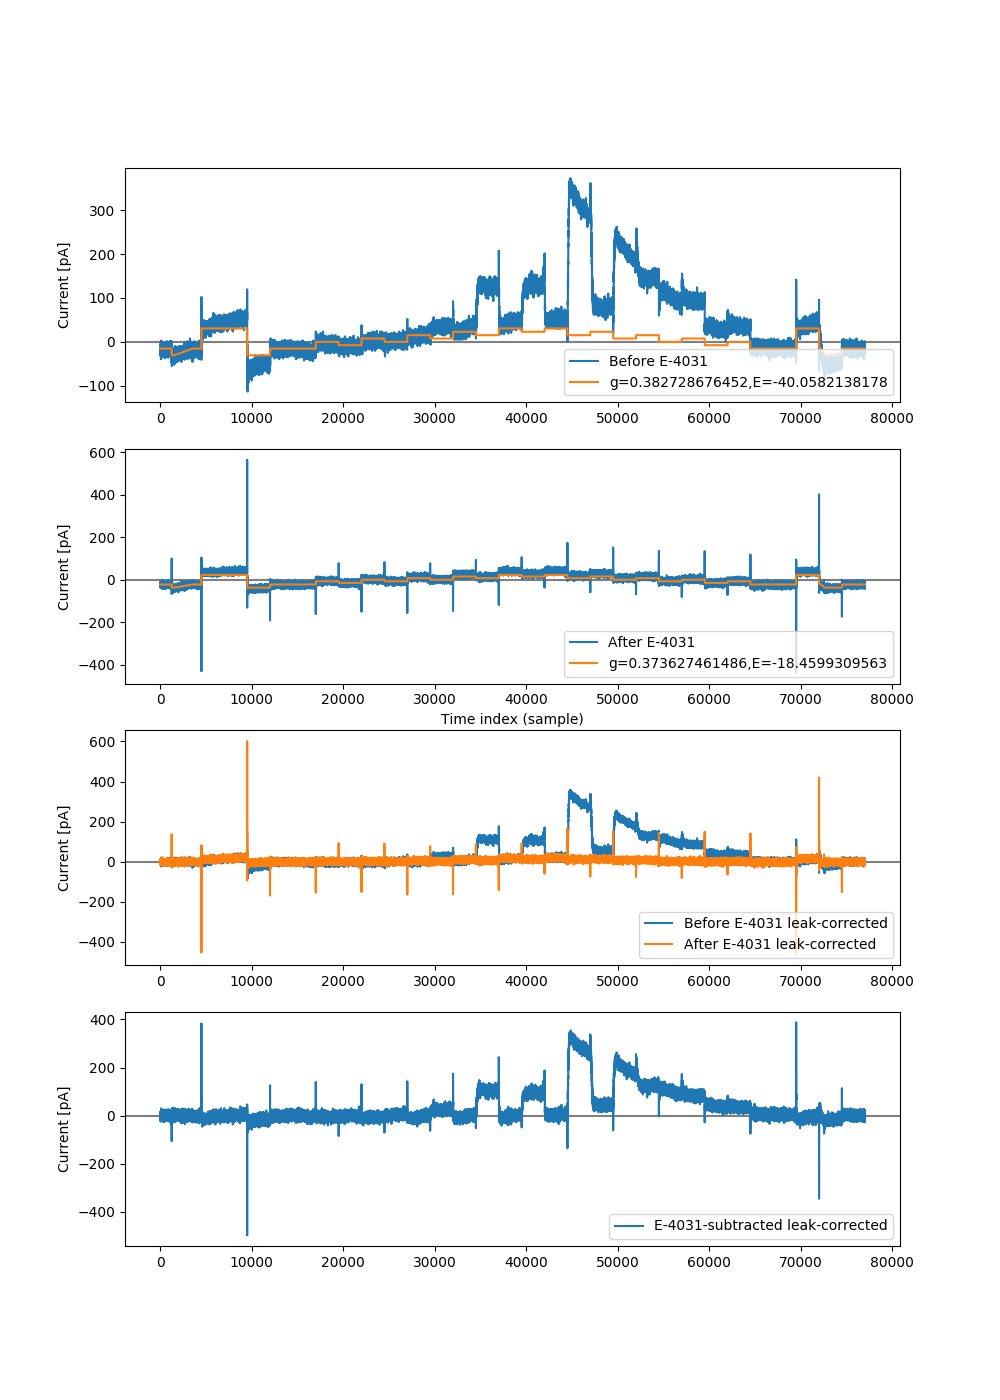 300
200
100
0
−100
Current [pA]
Before E-4031
g=0.382728676452,E=-40.0582138178
0 10000 20000 30000 40000 50000 60000 70000 80000
600
400
200
0
−200
−400
Current [pA]
After E-4031
g=0.373627461486,E=-18.4599309563
0 10000 20000 30000 40000 50000 60000 70000 80000
Time index (sample)
600
400
200
0
−200
−400
Current [pA]
Before E-4031 leak-corrected
After E-4031 leak-corrected
0 10000 20000 30000 40000 50000 60000 70000 80000
400
200
0
−200
−400
Current [pA]
E-4031-subtracted leak-corrected
0 10000 20000 30000 40000 50000 60000 70000 80000